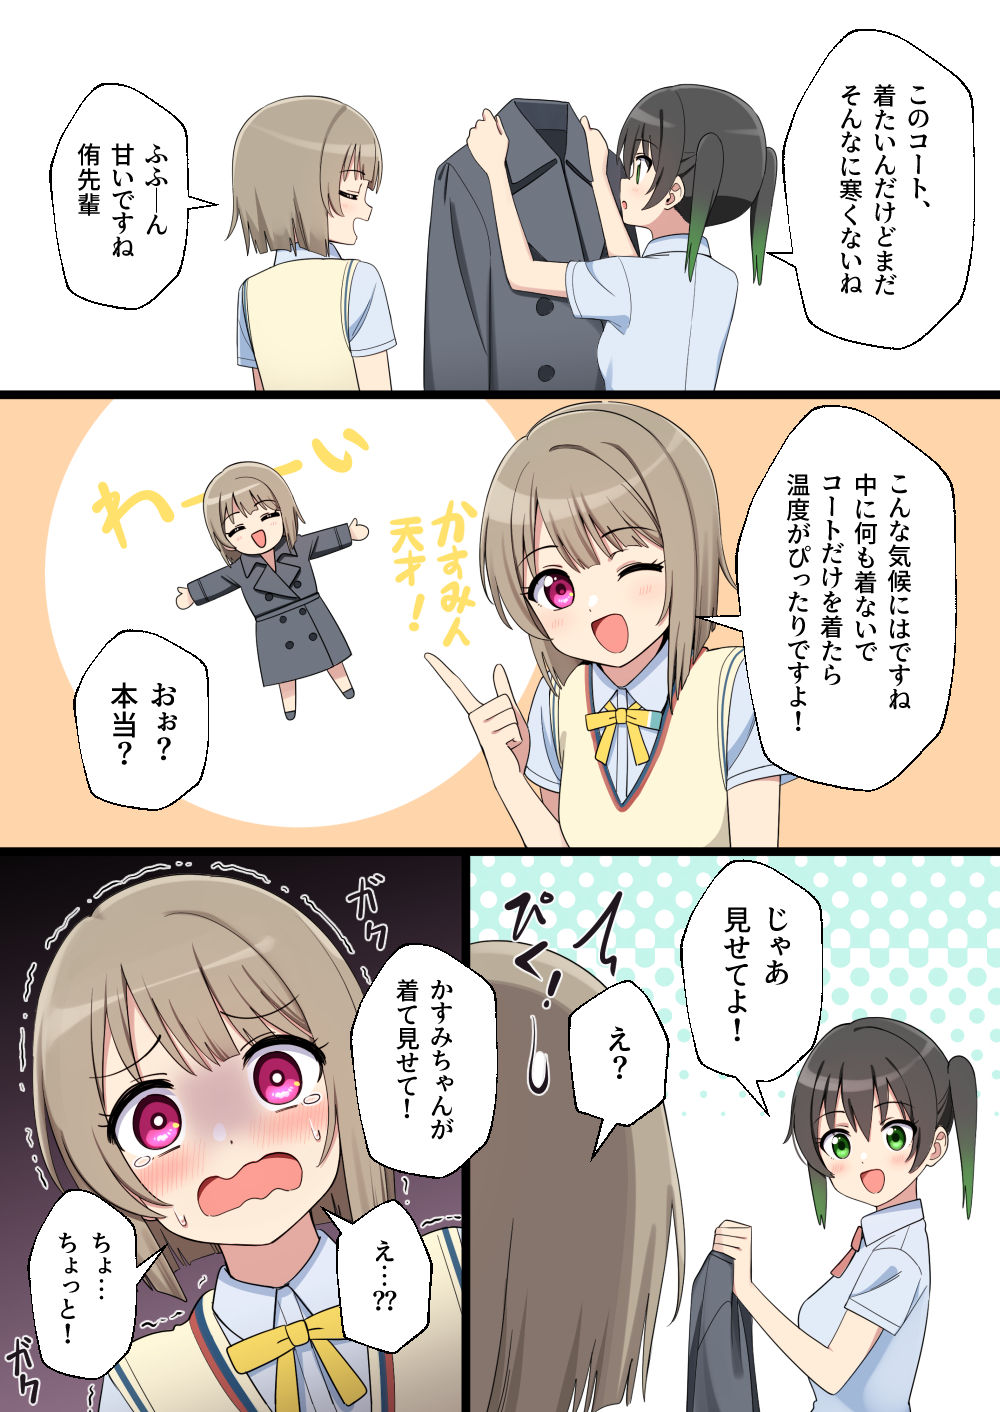 このコート、
着たいんだけどまだ
そんなに寒くないね
ふふーん
甘いですね
侑先輩
こんな気候にはですね
中に何も着ないで
コートだけを着たら
温度がぴったりですよ！
わーーい
かすみん
天才！
おぉ？
本当？
じゃあ
見せてよ！
え？
ぴく！
かすみちゃんが
着て見せて！
え…⁇
ちょ…
ちょっと！
ガク
ガク